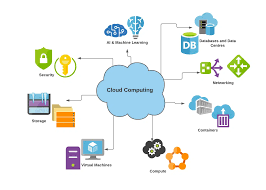 AI & Machine Learning
Databases and Data
Centres
DB
Security
Cloud Computing
Networking
Storage
Containers
Virtual Machines
Compute